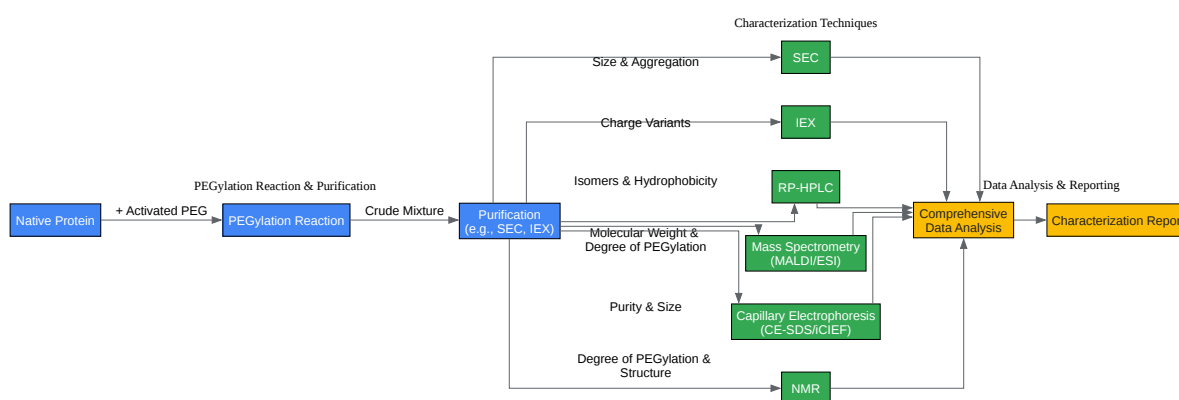 Characterization Techniques
SEC
Size & Aggregation
IEX
Charge Variants
RP-HPLC
Isomers & Hydrophobicity
PEGylation Reaction & Purification
Data Analysis & Reporting
Native Protein
+ Activated PEG
PEGylation Reaction
Crude Mixture
Purification
(e.g., SEC, IEX)
Molecular Weight &
Degree of PEGylation
Mass Spectrometry
(MALDI/ESI)
Comprehensive
Data Analysis
Characterization Repor
Purity & Size
Capillary Electrophoresis
(CE-SDS/iCIEF)
Degree of PEGylation &
Structure
NMR